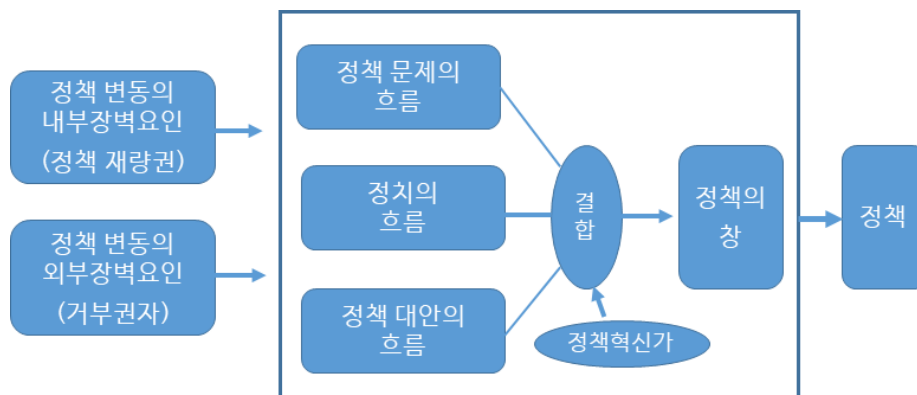 정책 변동의
내부장벽요인
(정책 재량권)
정책 변동의
외부장벽요인
(거부권자)
정책 문제의
흐름
정치의
흐름
정책 대안의
흐름
결
합
정책혁신가
정책의
창
정책